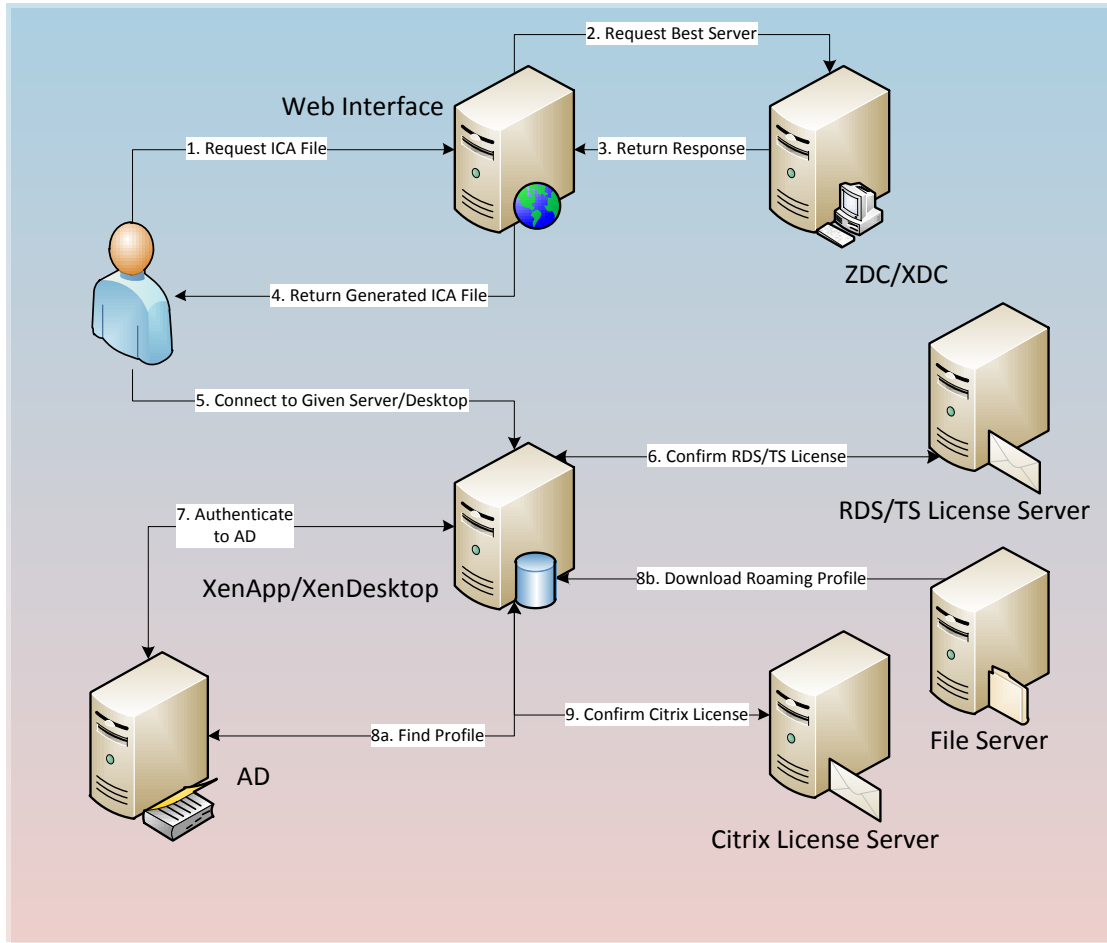 2. Request Best Server
Web Interface
1. Request ICA File
3. Return Response
ZDC/XDC
4. Return Generated ICA File
5. Connect to Given Server/Desktop
6. Confirm RDS/TS License
RDS/TS License Server
7. Authenticate
to AD
XenApp/XenDesktop
8b. Download Roaming Profile
File Server
9. Confirm Citrix License
8a. Find Profile
AD
Citrix License Server